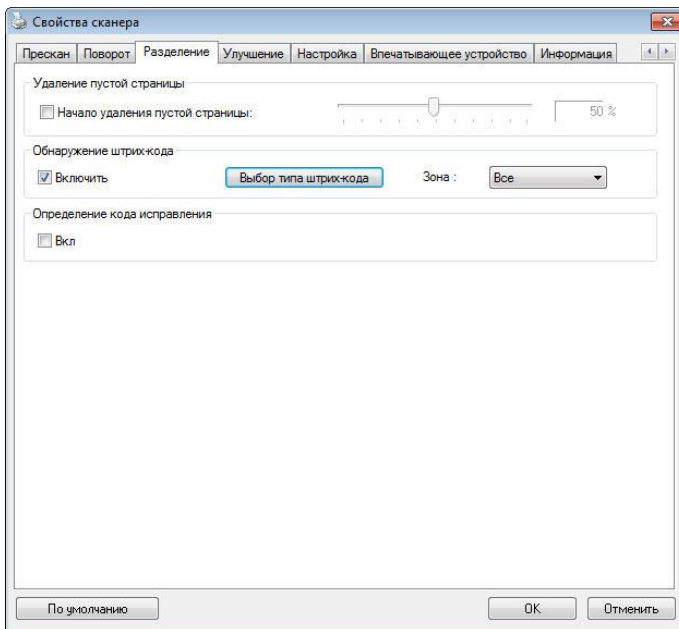 Свойства сканера
Прескан Поворот Разделение Улучшение Настройка Впечатывающее устройство Информация
Удаление пустой страницы
Начало удаления пустой страницы: 50 %
Обнаружение штрих-кода
Включить Выбор типа штрих-кода Зона : Все
Определение кода исправления
Вкл
По умолчанию OK Отменить